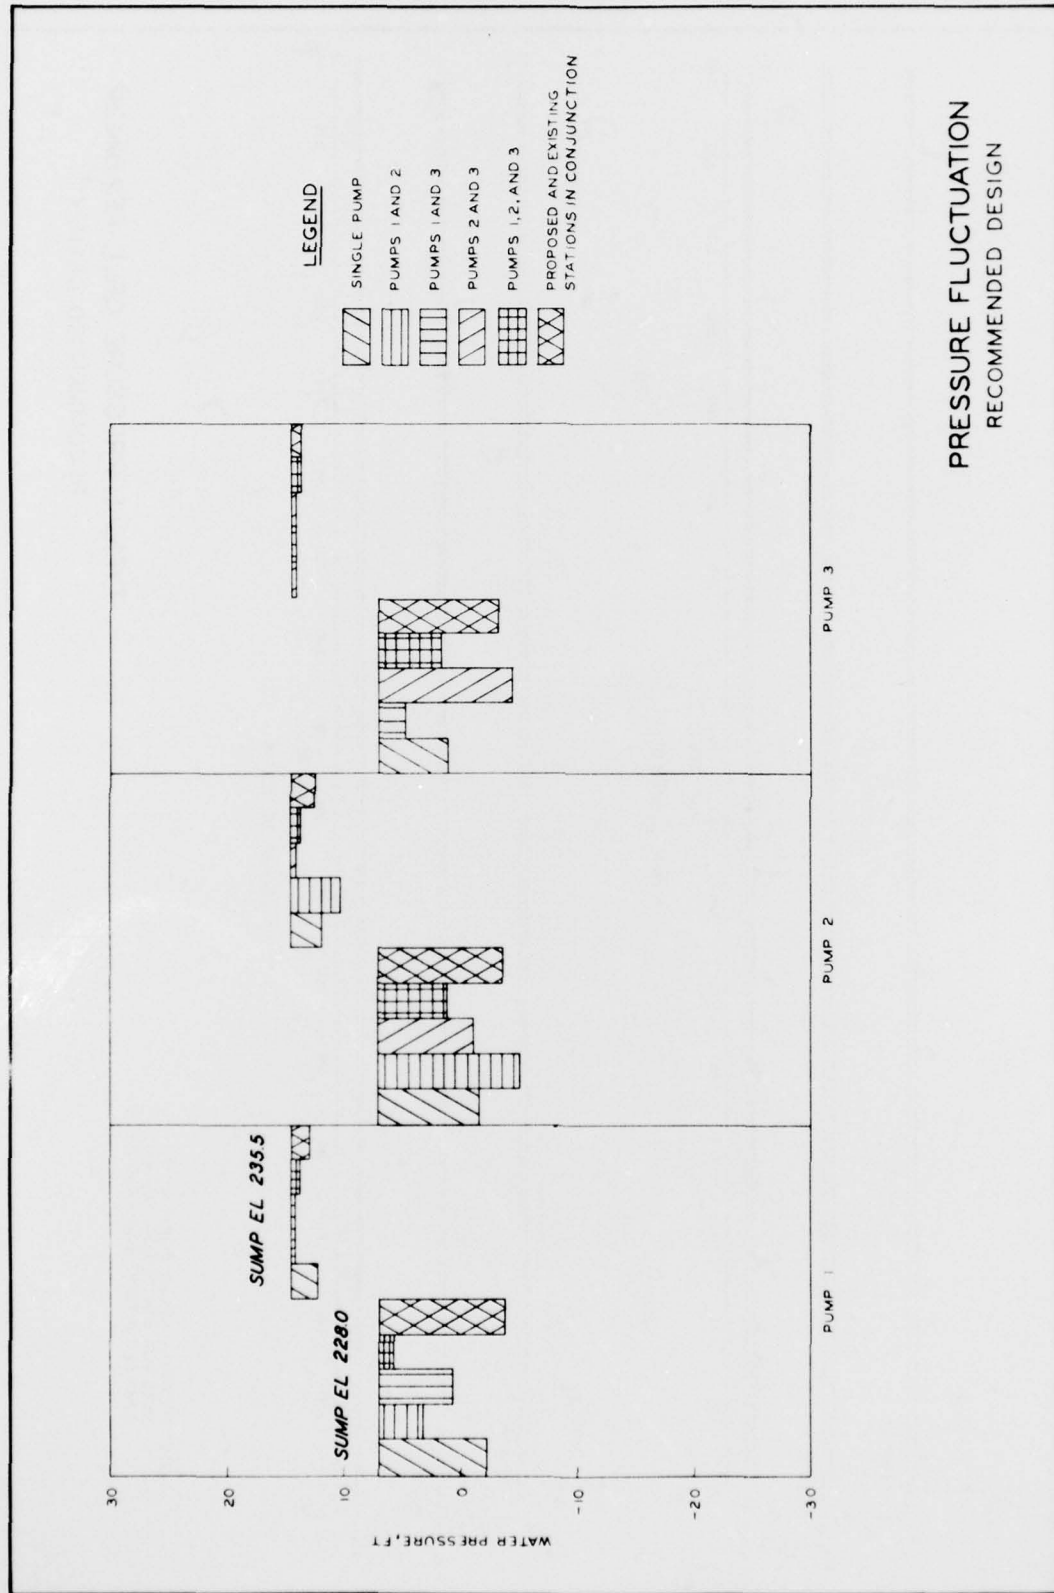 WATER PRESSURE, FT
30
20
10
0
-10
-20
-30
SUMP EL 228.0
SUMP EL 235.5
PUMP 1
PUMP 2
PUMP 3
LEGEND
SINGLE PUMP
PUMPS 1 AND 2
PUMPS 1 AND 3
PUMPS 2 AND 3
PUMPS 1, 2, AND 3
PROPOSED AND EXISTING
STATIONS IN CONJUNCTION
PRESSURE FLUCTUATION
RECOMMENDED DESIGN